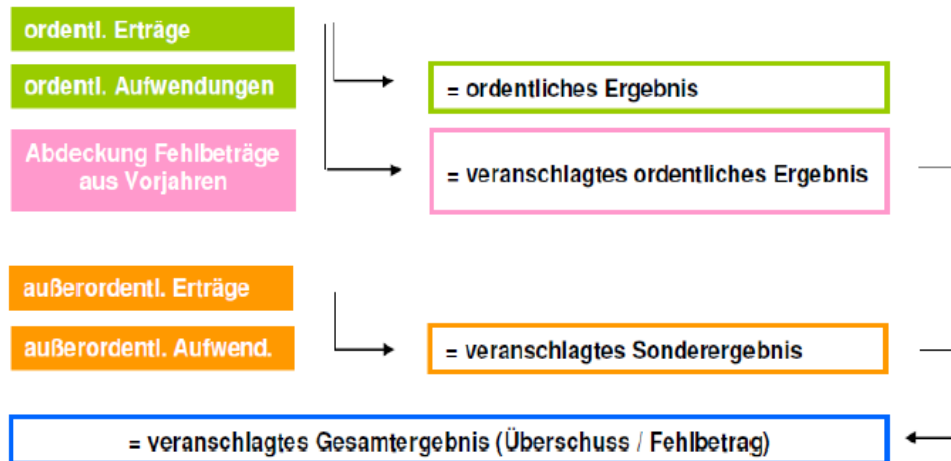 ordentl. Erträge
ordentl. Aufwendungen
= ordentliches Ergebnis
Abdeckung Fehlbeträge
aus Vorjahren
= veranschlagtes ordentliches Ergebnis
außerordentl. Erträge
außerordentl. Aufwend.
= veranschlagtes Sonderergebnis
= veranschlagtes Gesamtergebnis (Überschuss / Fehlbetrag)